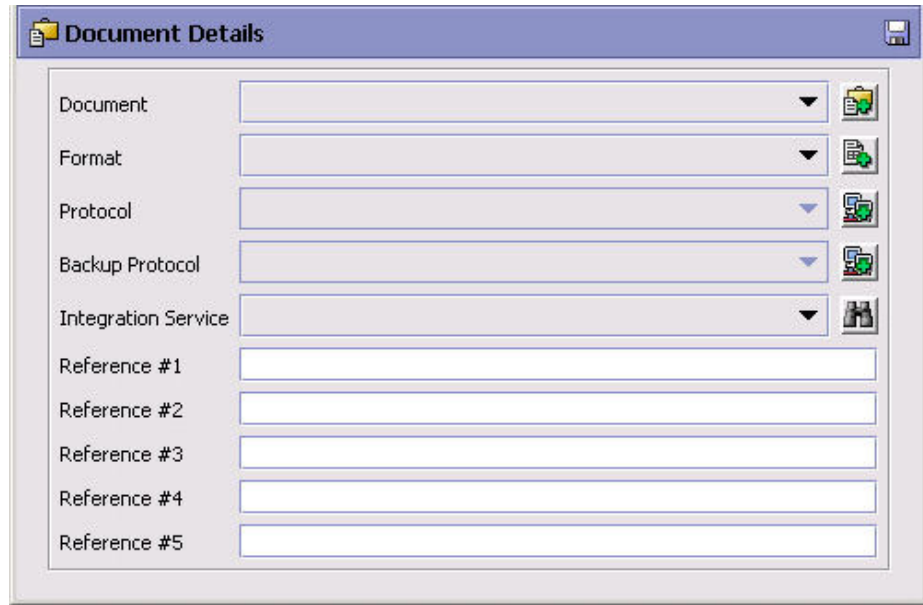 Document Details
Document
Format
Protocol
Backup Protocol
Integration Service
Reference #1
Reference #2
Reference #3
Reference #4
Reference #5